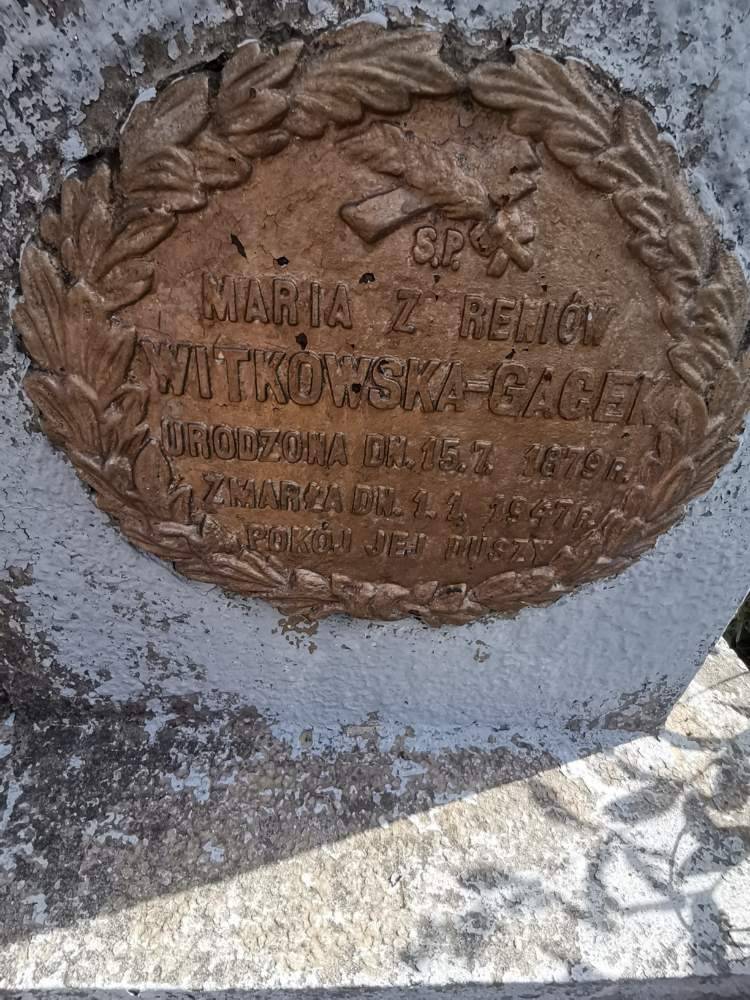 Ś.P.
MARIA Z RENIÓW
WITKOWSKA-GACEK
URODZONA DN. 15.7. 1879 R.
ZMARŁA DN. 1.1. 1947 R.
POKÓJ JEJ DUSZY